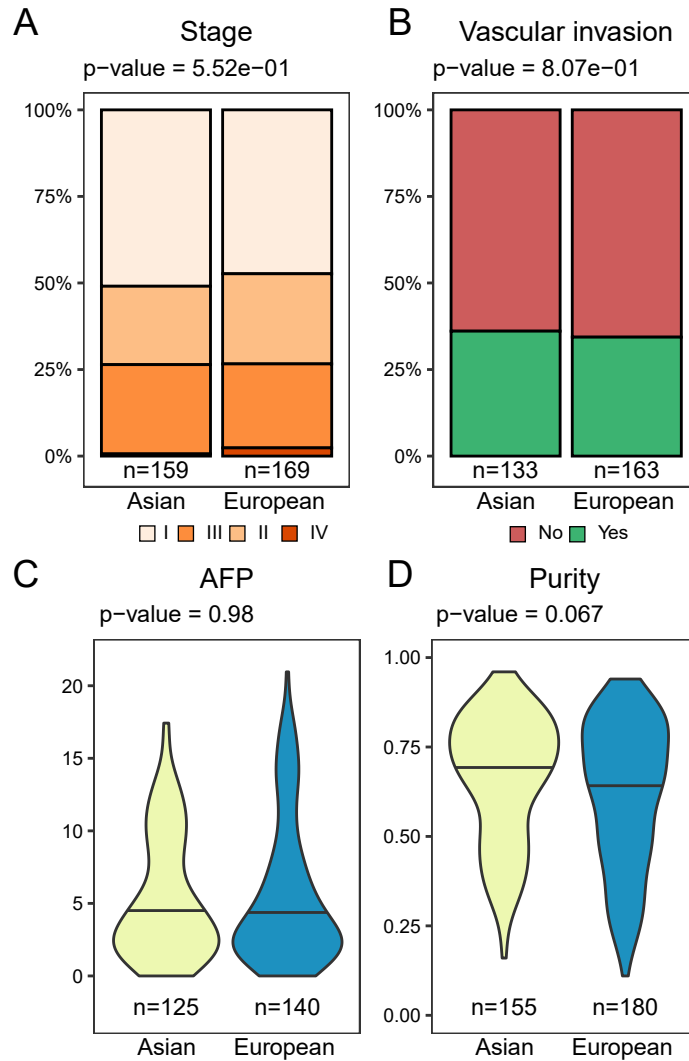 A
Stage
p−value = 5.52e−01
100%
75%
50%
25%
0%
n=159 n=169
Asian European
I III II IV
B
Vascular invasion
p−value = 8.07e−01
100%
75%
50%
25%
0%
n=133 n=163
Asian European
No Yes
C
AFP
p−value = 0.98
20
15
10
5
0
n=125 n=140
Asian European
D
Purity
p−value = 0.067
1.00
0.75
0.50
0.25
0.00
n=155 n=180
Asian European